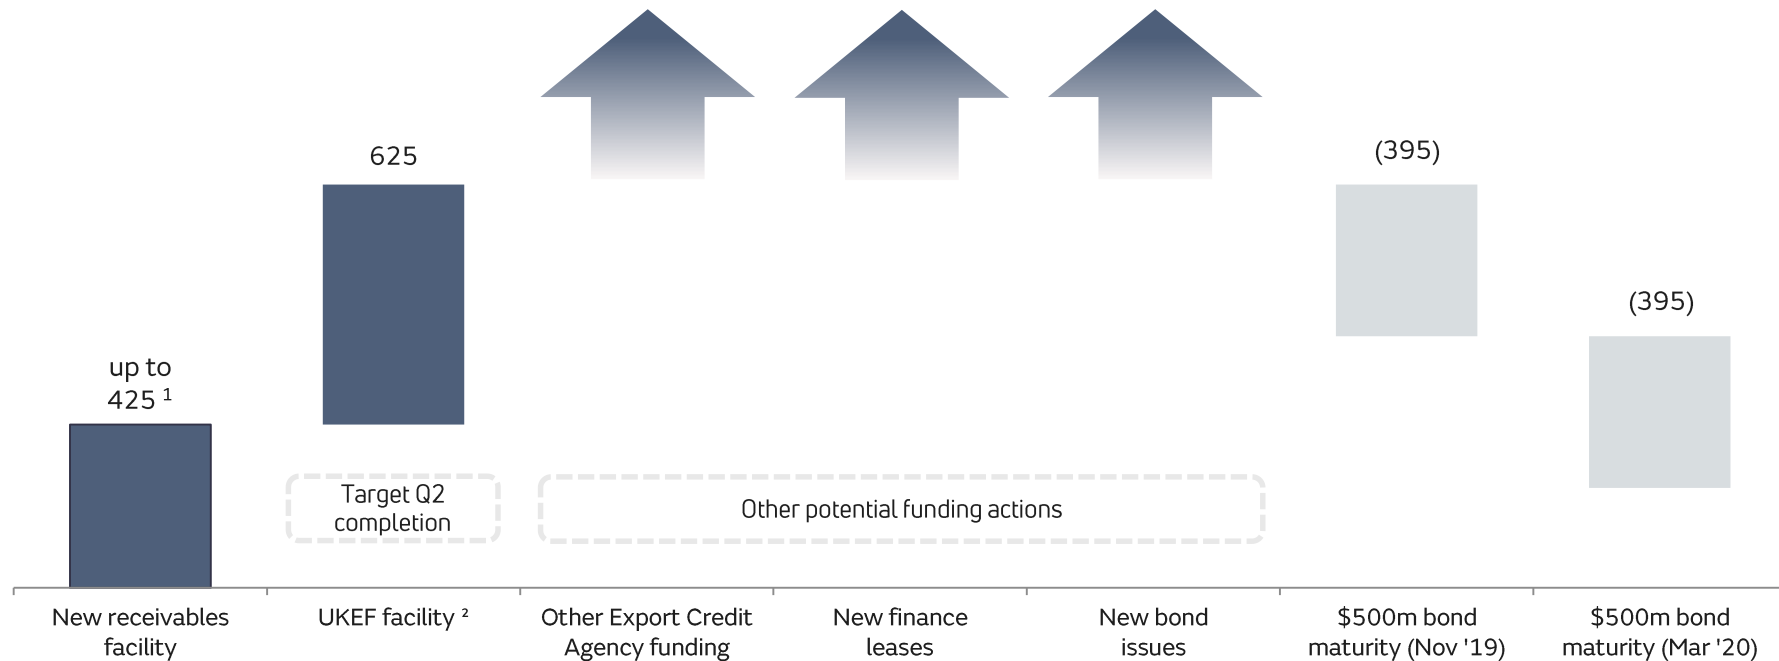 625
(395)
(395)
up to
425 ¹
Target Q2
completion
Other potential funding actions
New receivables
facility
UKEF facility ²
Other Export Credit
Agency funding
New finance
leases
New bond
issues
$500m bond
maturity (Nov '19)
$500m bond
maturity (Mar '20)